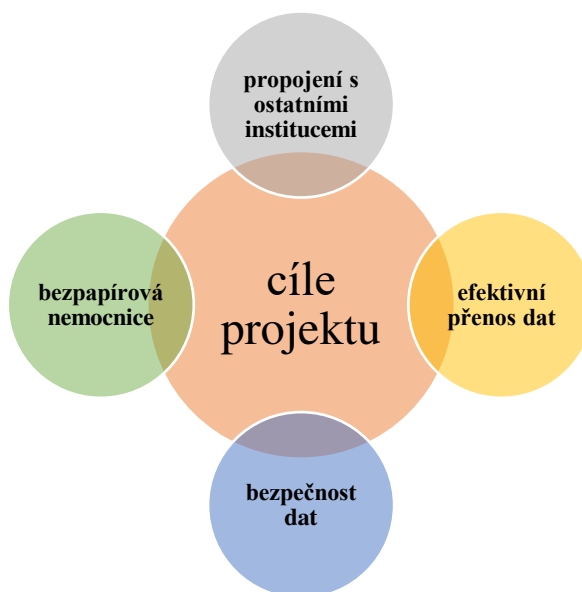 propojení s
ostatními
institucemi
bezpapírová
nemocnice
cíle
projektu
efektivní
přenos dat
bezpečnost
dat